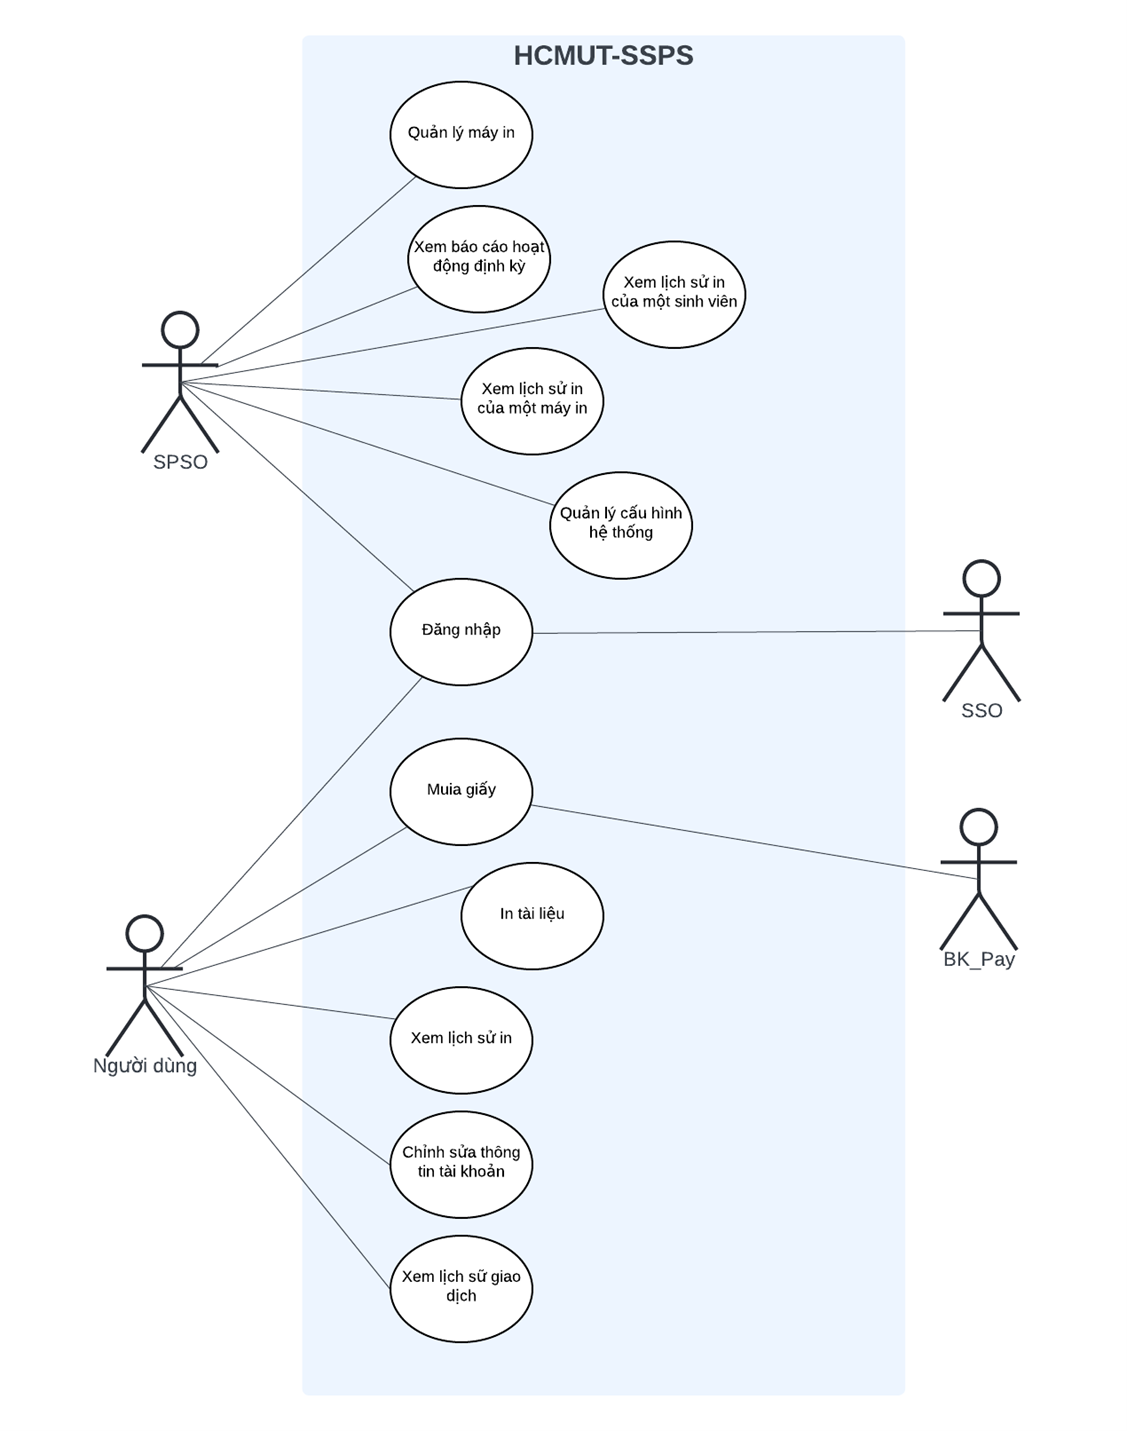 HCMUT-SSPS
Quản lý máy in
Xem báo cáo hoạt
động định kỳ
Xem lịch sử in
của một sinh viên
SPSO
Xem lịch sử in
của một máy in
Quản lý cấu hình
hệ thống
Đăng nhập
SSO
Muia giấy
In tài liệu
BK_Pay
Xem lịch sử in
Người dùng
Chỉnh sửa thông
tin tài khoản
Xem lịch sữ giao
dịch